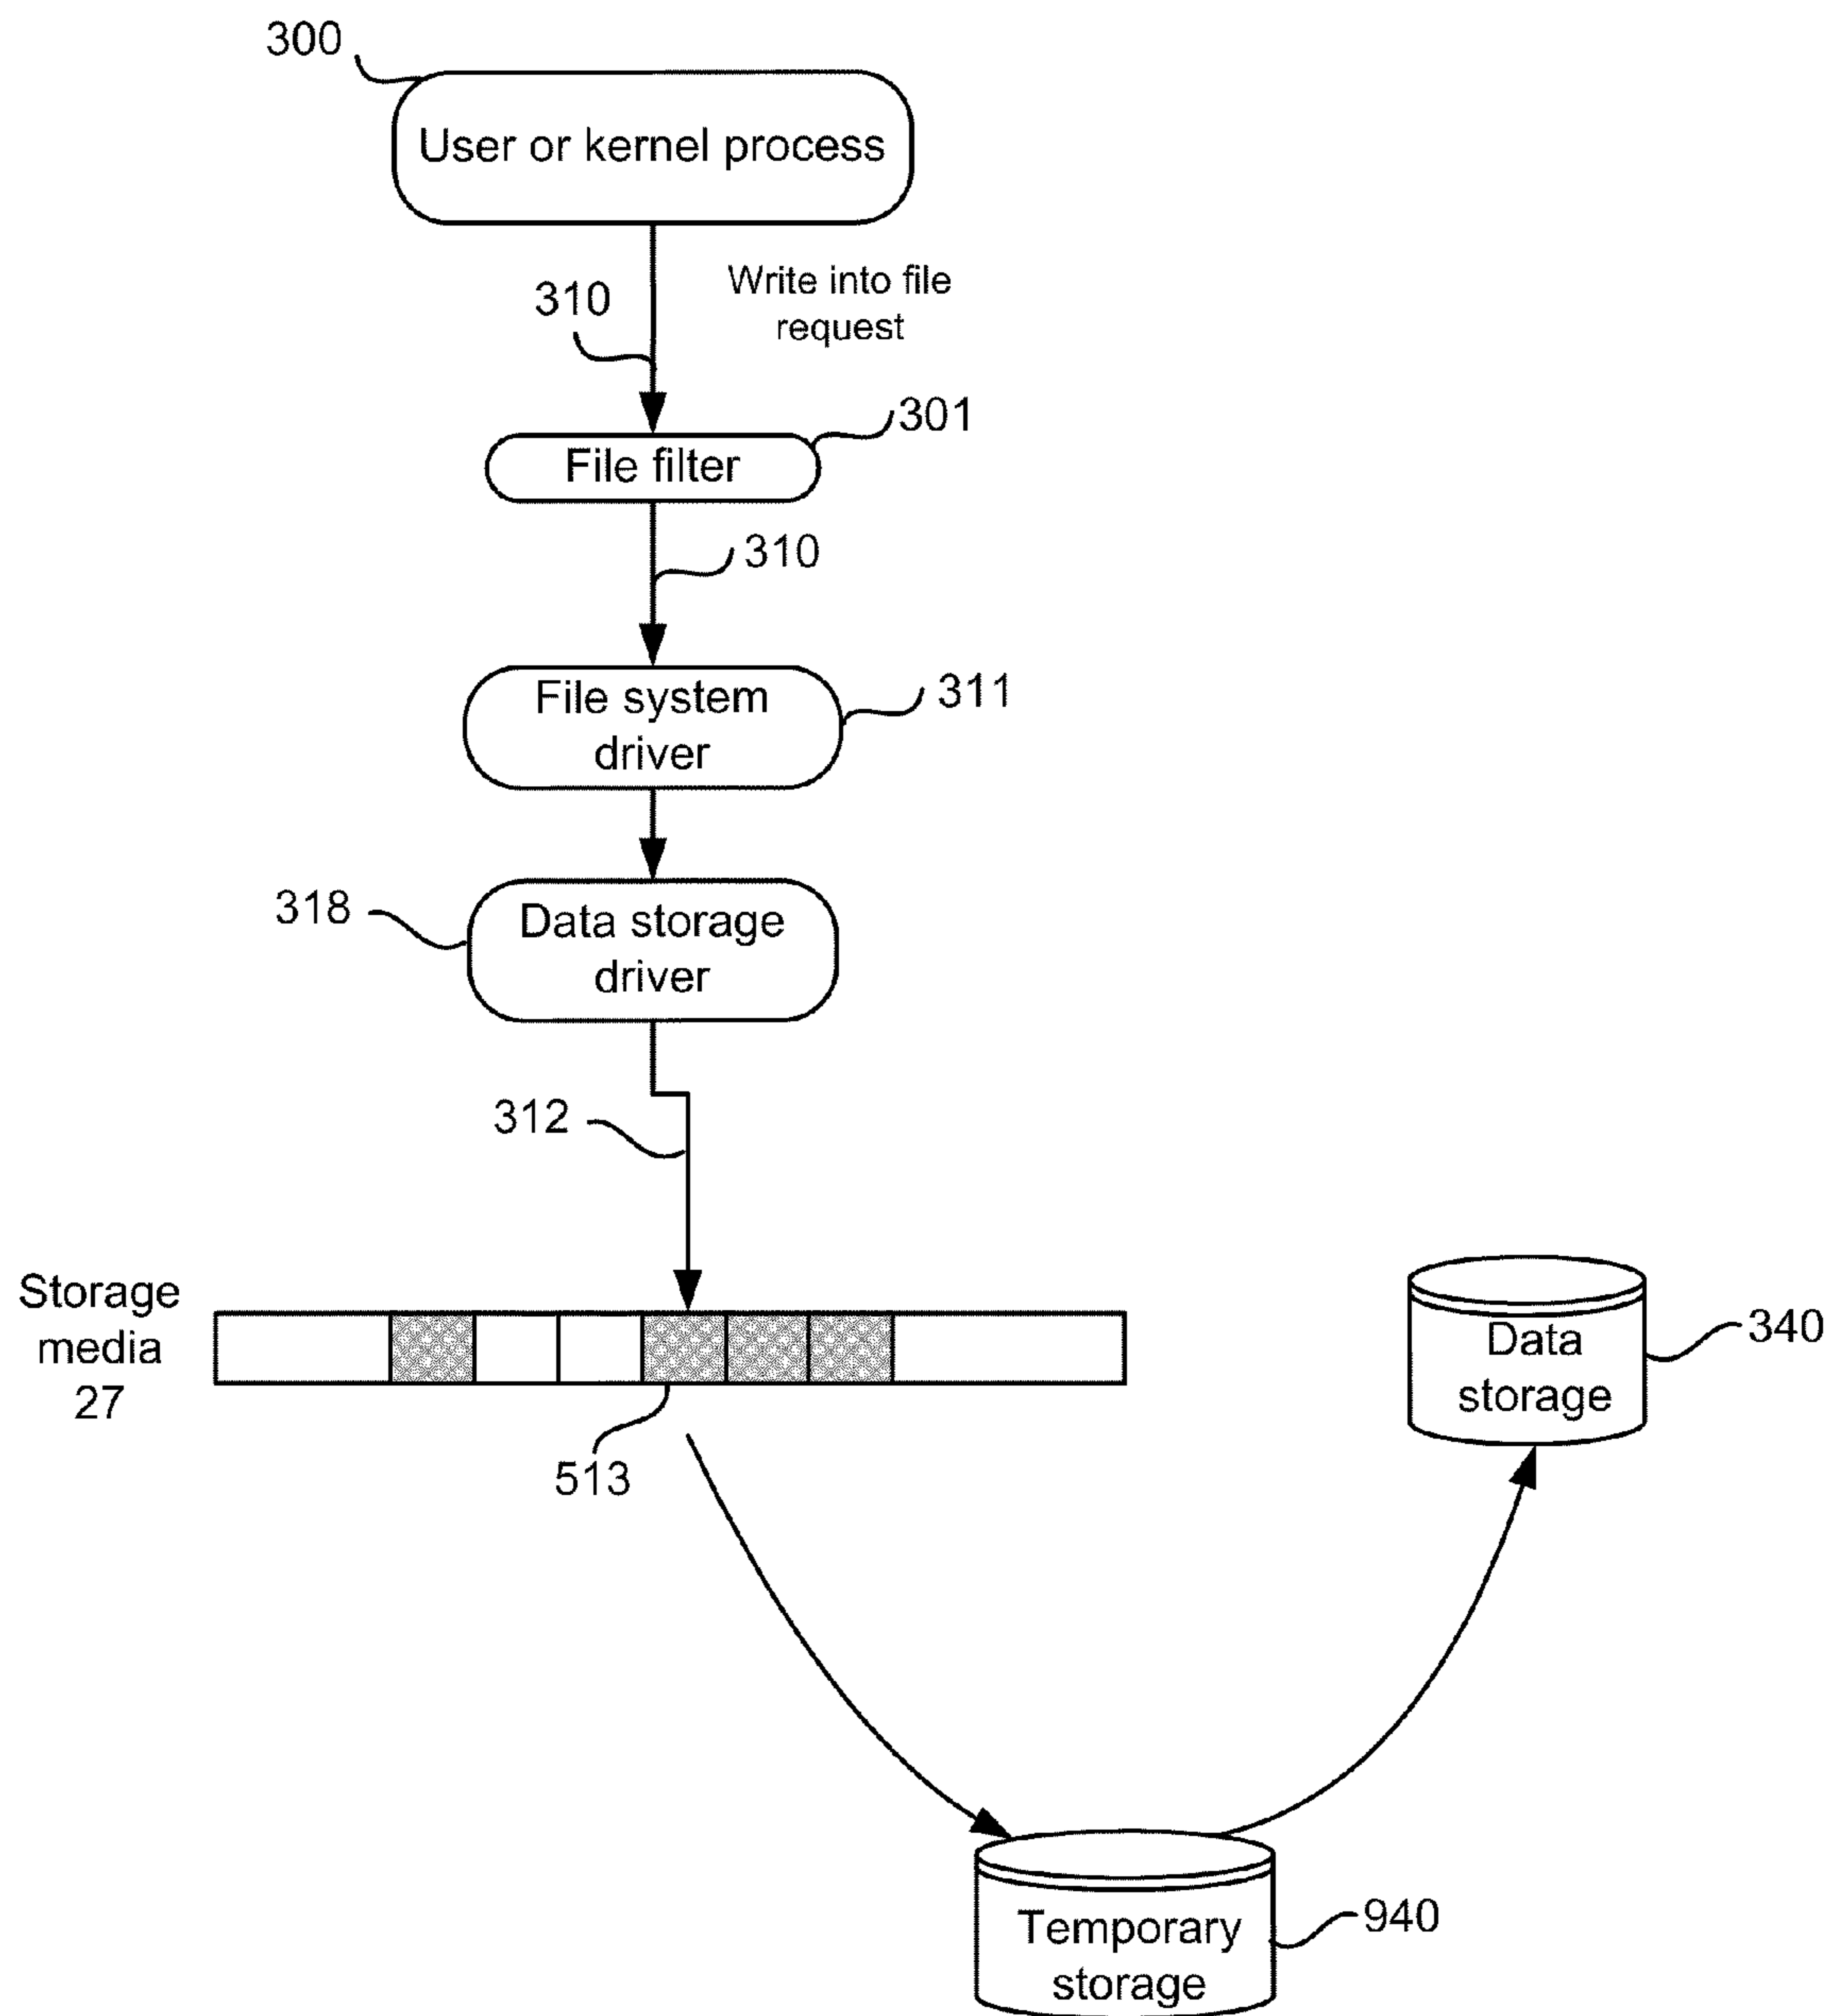 300
User or kernel process
310
Write into file
request
301
File filter
310
File system
driver
311
318
Data storage
driver
312
Storage
media
27
513
Data
storage
340
Temporary
storage
940